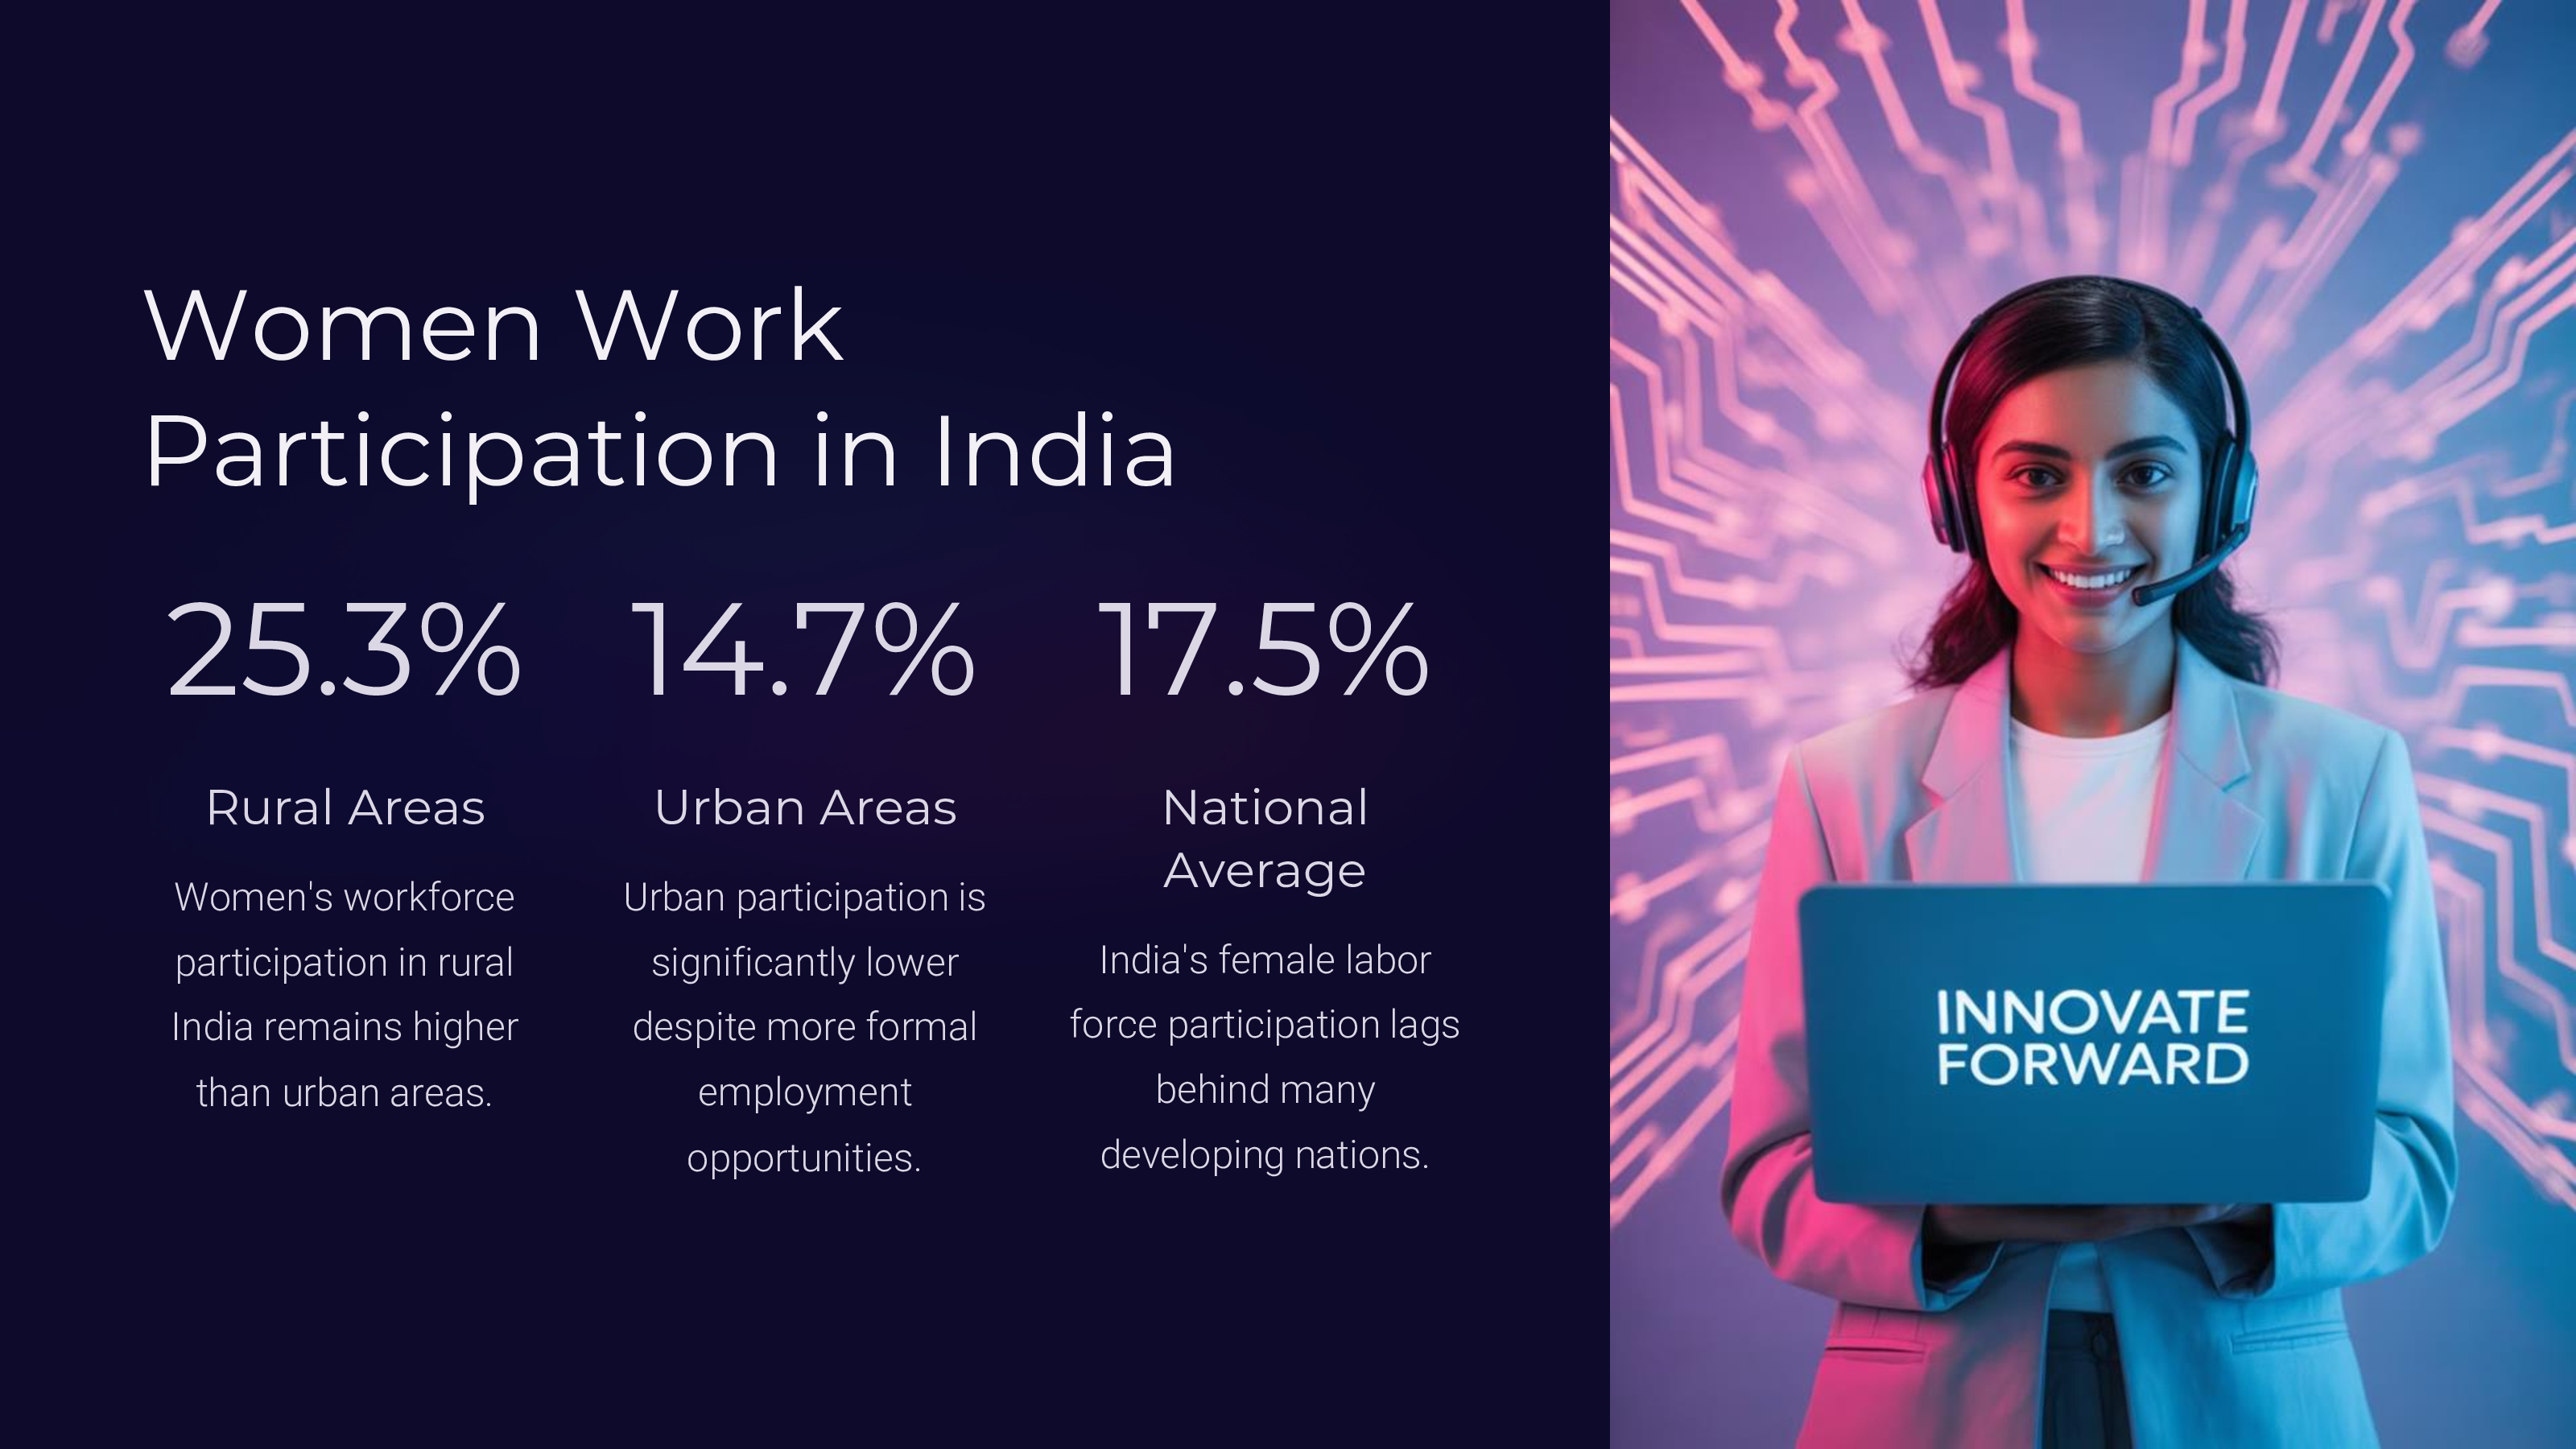 Women Work
Participation in India
25.3%
Rural Areas
Women's workforce
participation in rural
India remains higher
than urban areas.
14.7%
Urban Areas
Urban participation is
significantly lower
despite more formal
employment
opportunities.
17.5%
National
Average
India's female labor
force participation lags
behind many
developing nations.
INNOVATE
FORWARD